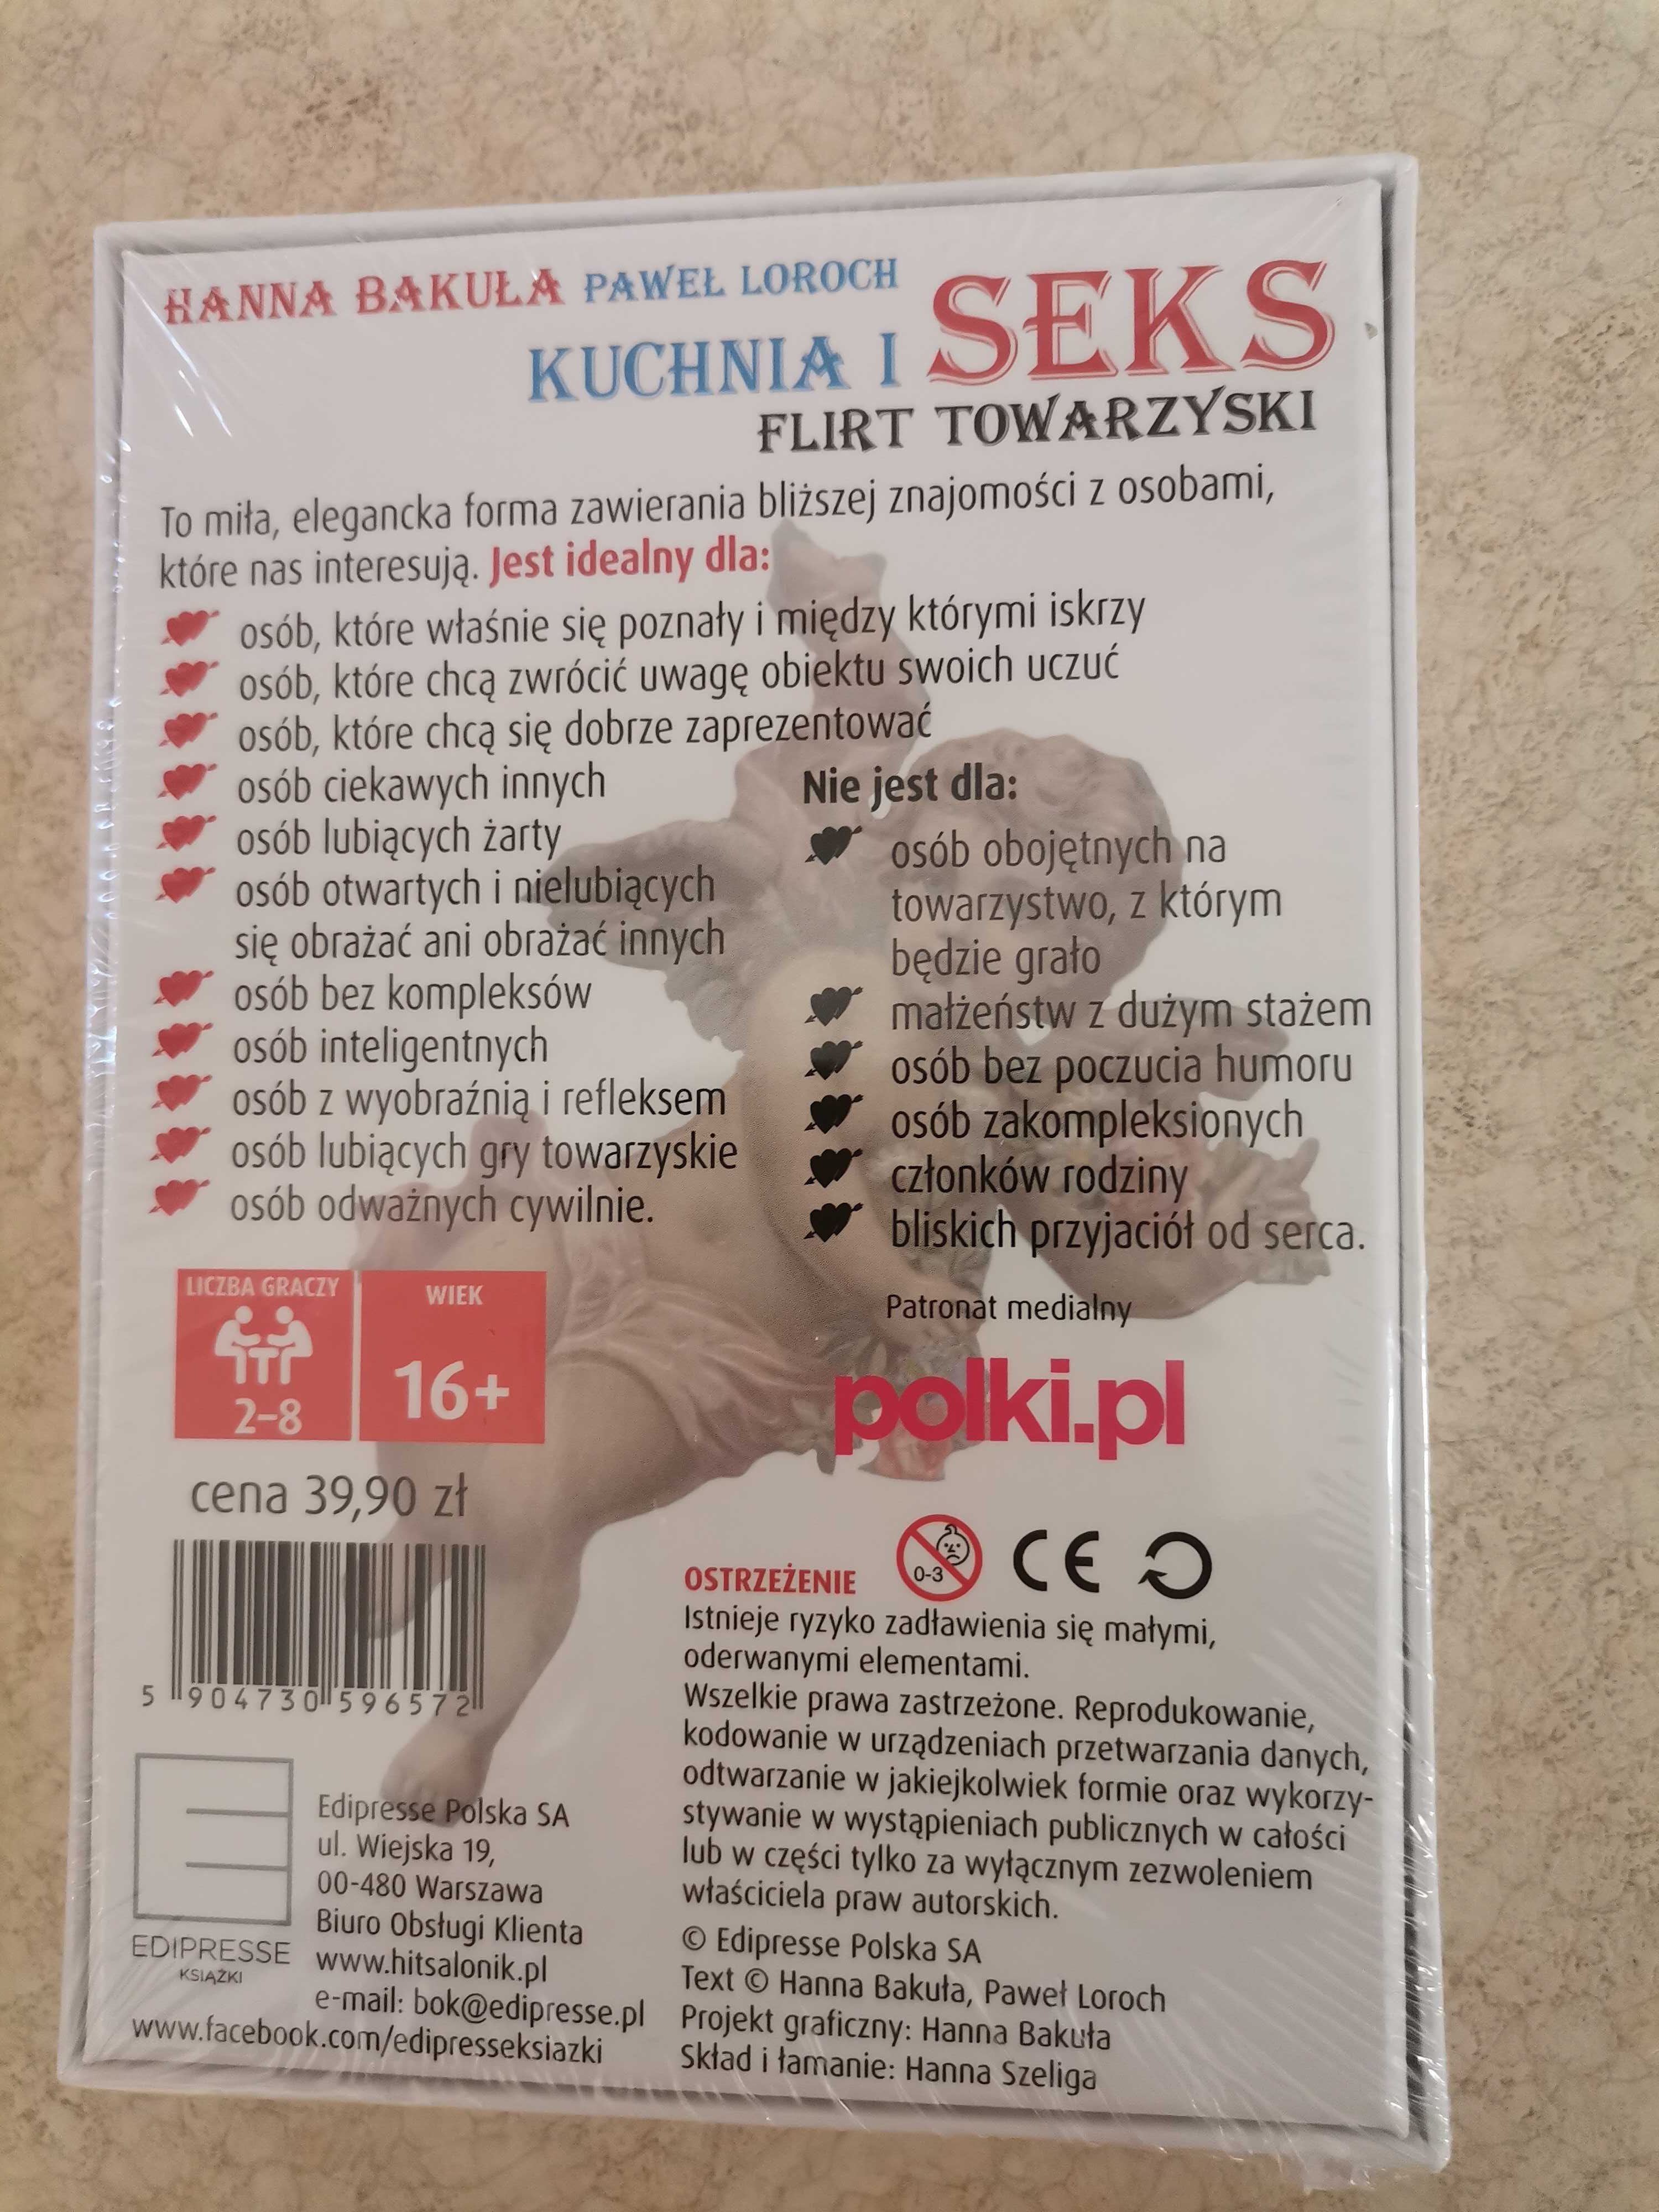 HANNA BAKUŁA PAWEŁ LOROCH
KUCHNIA I SEKS
FLIRT TOWARZYSKI
To miła, elegancka forma zawierania bliższej znajomości z osobami,
które nas interesują. Jest idealny dla:
osób, które właśnie się poznały i między którymi iskrzy
osób, które chcą zwrócić uwagę obiektu swoich uczuć
osób, które chcą się dobrze zaprezentować
osób ciekawych innych
osób lubiących żarty
osób otwartych i nielubiących
się obrażać ani obrażać innych
osób bez kompleksów
osób inteligentnych
osób z wyobraźnią i refleksem
osób lubiących gry towarzyskie
osób odważnych cywilnie.
Nie jest dla:
osób obojętnych na
towarzystwo, z którym
będzie grało
małżeństw z dużym stażem
osób bez poczucia humoru
osób zakompleksionych
członków rodziny
bliskich przyjaciół od serca.
LICZBA GRACZY
2–8
WIEK
16+
Patronat medialny
polki.pl
cena 39,90 zł
5 904730 596572
OSTRZEŻENIE
0-3
CE
Istnieje ryzyko zadławienia się małymi,
oderwanymi elementami.
Wszelkie prawa zastrzeżone. Reprodukowanie,
kodowanie w urządzeniach przetwarzania danych,
odtwarzanie w jakiejkolwiek formie oraz wykorzy-
stywanie w wystąpieniach publicznych w całości
lub w części tylko za wyłącznym zezwoleniem
właściciela praw autorskich.
© Edipresse Polska SA
Text © Hanna Bakuła, Paweł Loroch
Projekt graficzny: Hanna Bakuła
Skład i łamanie: Hanna Szeliga
EDIPRESSE
KSIĄŻKI
Edipresse Polska SA
ul. Wiejska 19,
00-480 Warszawa
Biuro Obsługi Klienta
www.hitsalonik.pl
e-mail: bok@edipresse.pl
www.facebook.com/edipresseksiazki